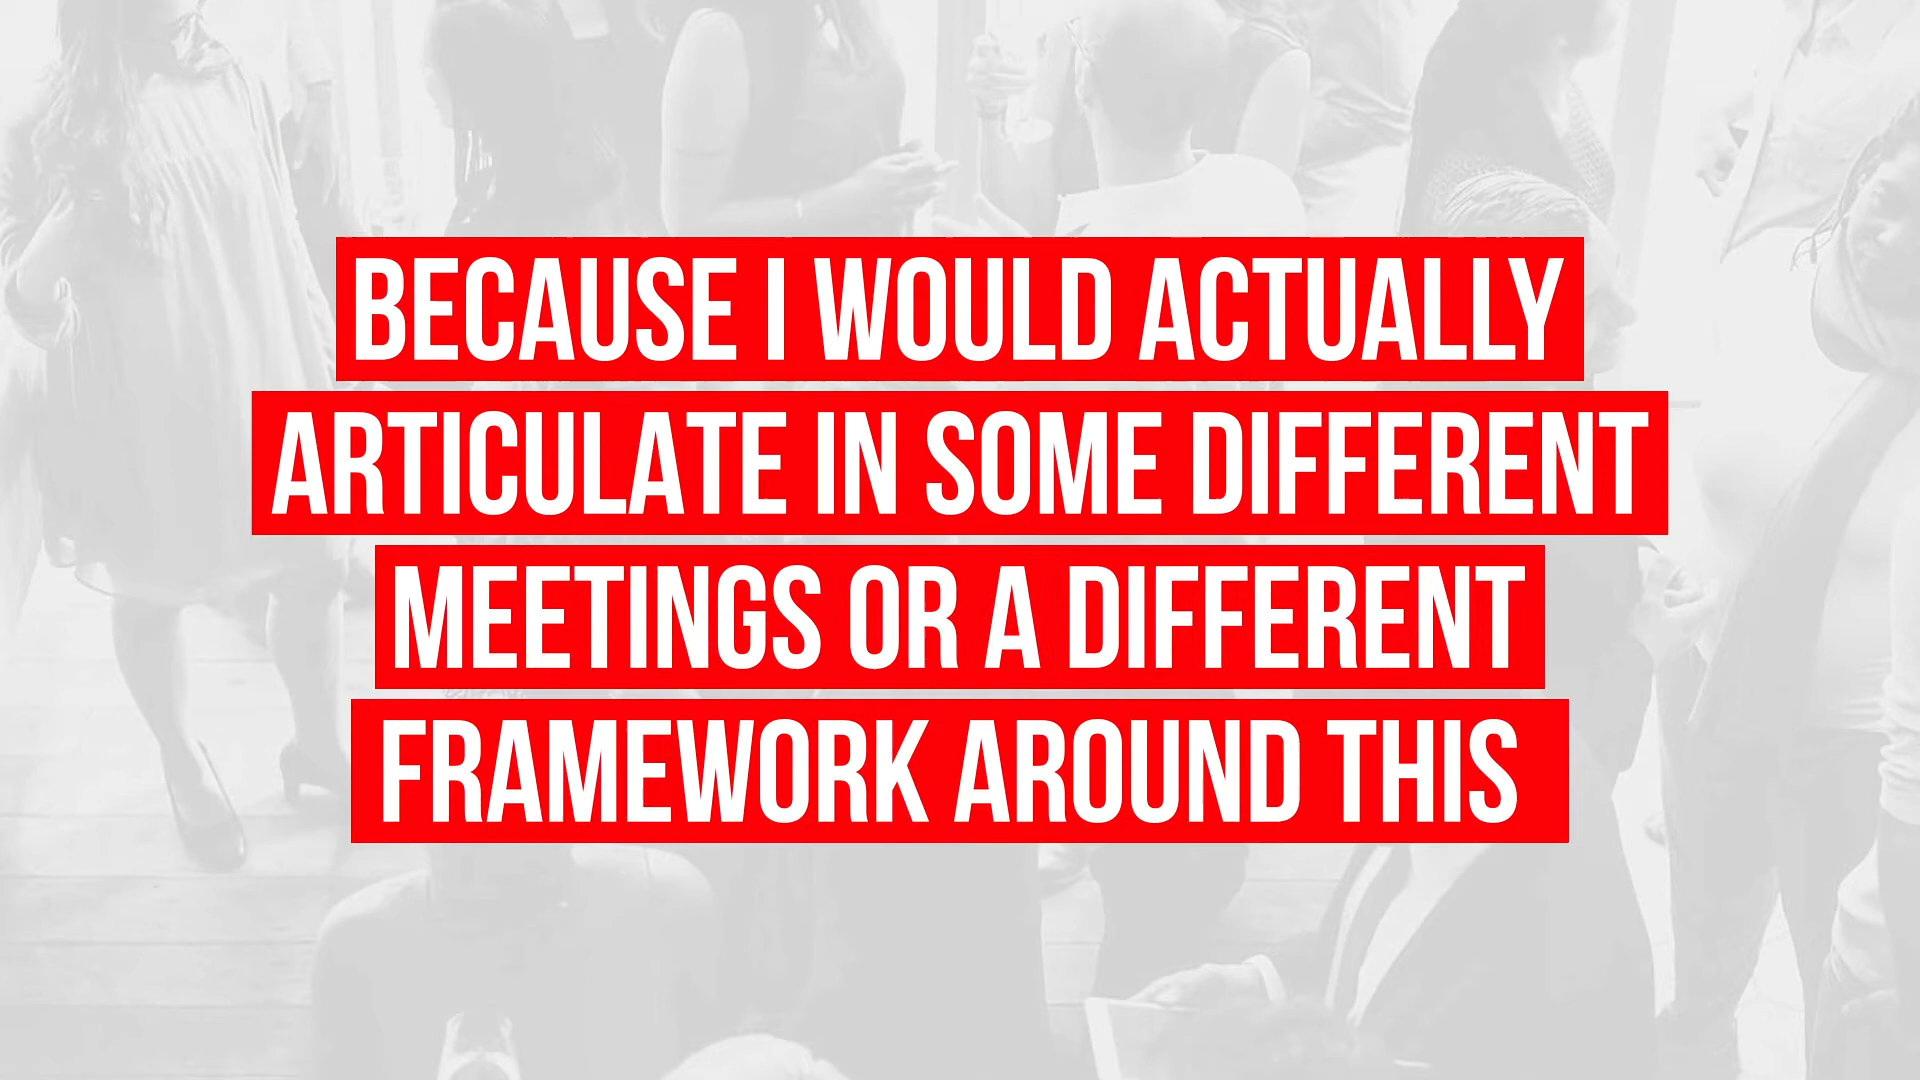 BECAUSE I WOULD ACTUALLY
ARTICULATE IN SOME DIFFERENT
MEETINGS OR A DIFFERENT
FRAMEWORK AROUND THIS